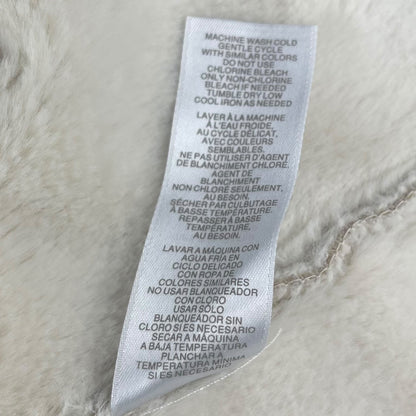 MACHINE WASH COLD
GENTLE CYCLE
WITH SIMILAR COLORS
DO NOT USE
CHLORINE BLEACH
ONLY NON-CHLORINE
BLEACH IF NEEDED
TUMBLE DRY LOW
COOL IRON AS NEEDED
LAVER À LA MACHINE
À L'EAU FROIDE,
AU CYCLE DÉLICAT,
AVEC COULEURS
SEMBLABLES.
NE PAS UTILISER D'AGENT
DE BLANCHIMENT CHLORÉ.
AGENT DE
BLANCHIMENT
NON CHLORÉ SEULEMENT,
AU BESOIN.
SÉCHER PAR CULBUTAGE
À BASSE TEMPÉRATURE.
REPASSER À BASSE
TEMPÉRATURE,
AU BESOIN.
LAVAR A MÁQUINA CON
AGUA FRÍA EN
CICLO DELICADO
CON ROPA DE
COLORES SIMILARES
NO USAR BLANQUEADOR
CON CLORO
USAR SÓLO
BLANQUEADOR SIN
CLORO SI ES NECESARIO
SECAR A MÁQUINA
A BAJA TEMPERATURA
PLANCHAR A
TEMPERATURA MÍNIMA
SI ES NECESARIO